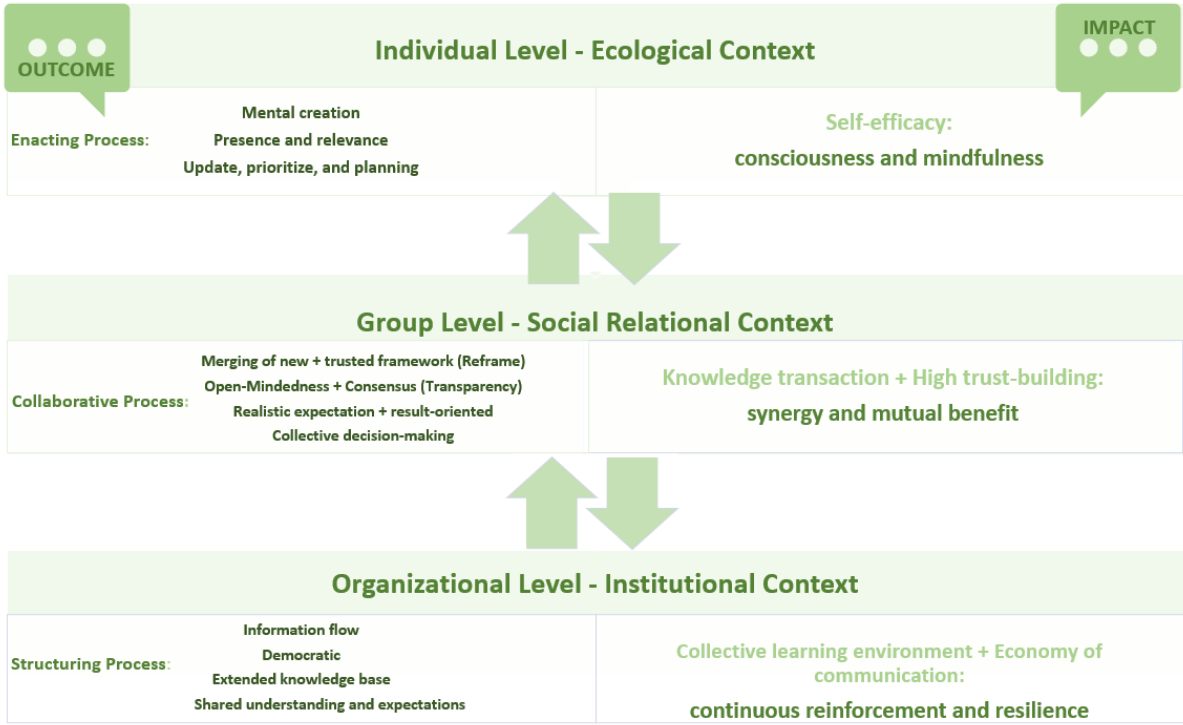 OUTCOME
IMPACT
Individual Level - Ecological Context
Enacting Process:
Mental creation
Presence and relevance
Update, prioritize, and planning
Self-efficacy:
consciousness and mindfulness
Group Level - Social Relational Context
Collaborative Process:
Merging of new + trusted framework (Reframe)
Open-Mindedness + Consensus (Transparency)
Realistic expectation + result-oriented
Collective decision-making
Knowledge transaction + High trust-building:
synergy and mutual benefit
Organizational Level - Institutional Context
Structuring Process:
Information flow
Democratic
Extended knowledge base
Shared understanding and expectations
Collective learning environment + Economy of
communication:
continuous reinforcement and resilience